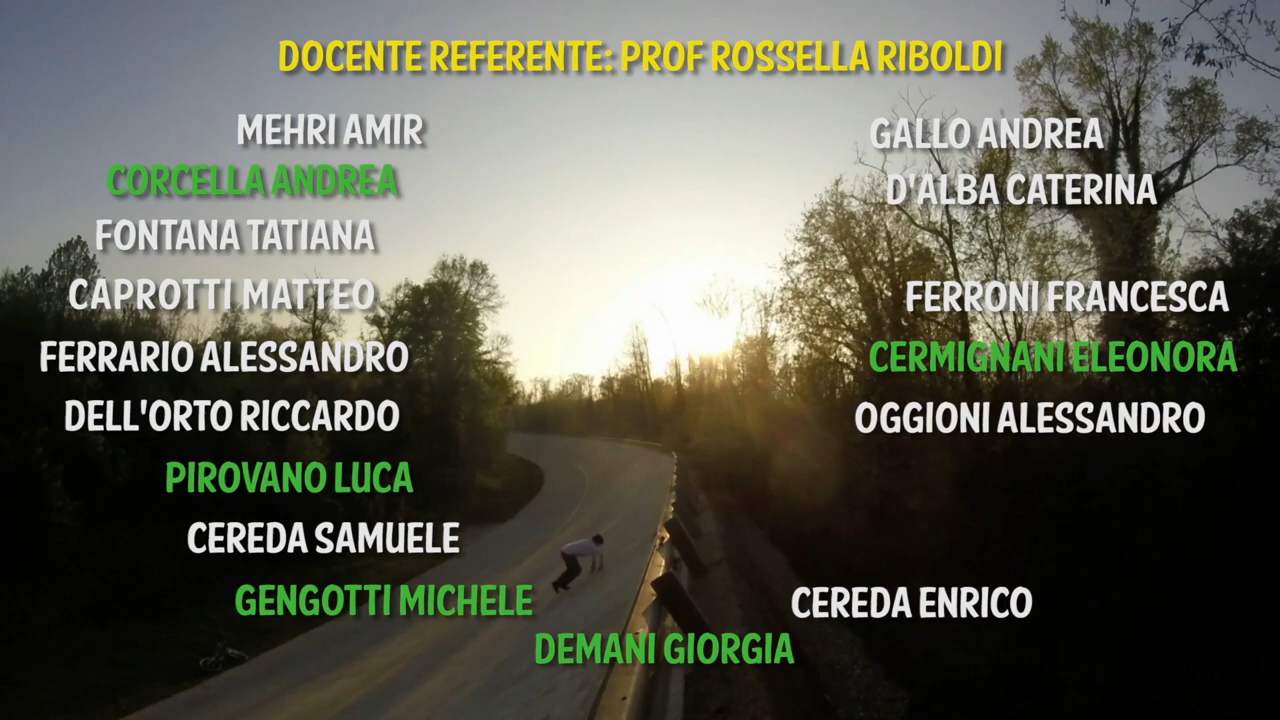 DOCENTE REFERENTE: PROF ROSSELLA RIBOLDI
MEHRI AMIR
CORCELLA ANDREA
FONTANA TATIANA
CAPROTTI MATTEO
FERRARIO ALESSANDRO
DELL'ORTO RICCARDO
PIROVANO LUCA
CEREDA SAMUELE
GENGOTTI MICHELE
DEMANI GIORGIA
GALLO ANDREA
D'ALBA CATERINA
FERRONI FRANCESCA
CERMIGNANI ELEONORA
OGGIONI ALESSANDRO
CEREDA ENRICO